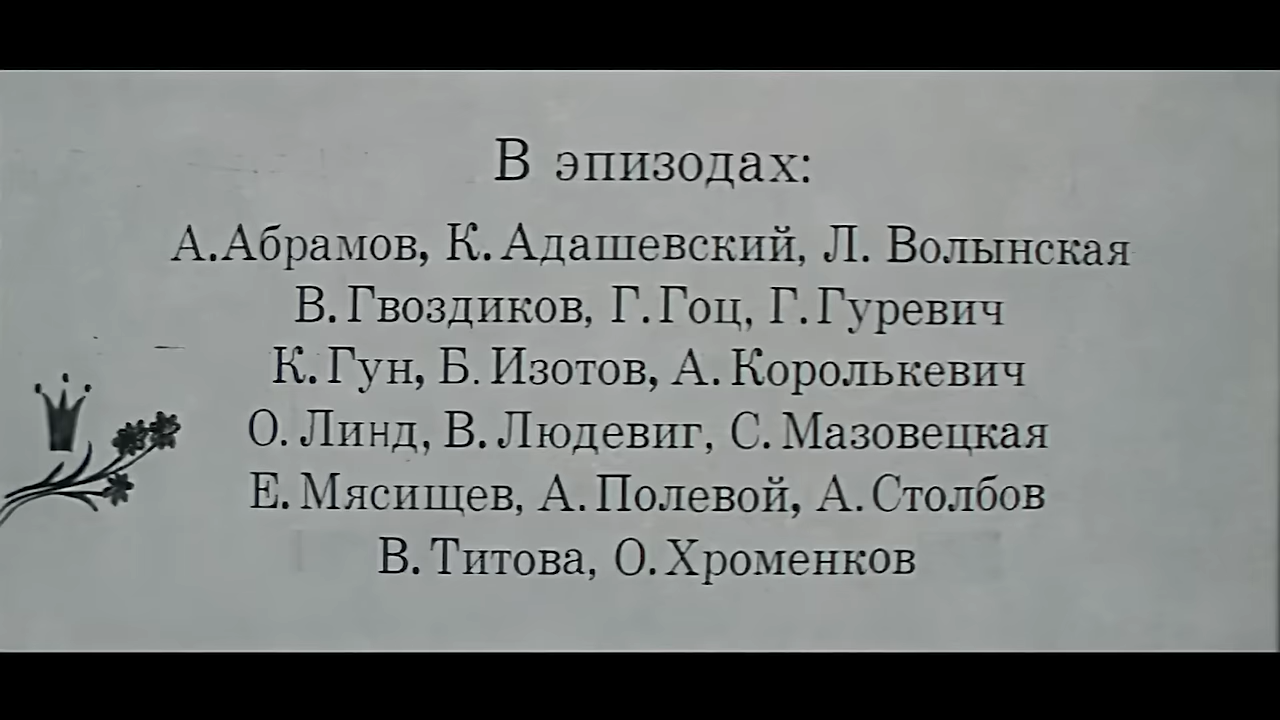 В эпизодах:
А.Абрамов, К.Адашевский, Л. Волынская
В.Гвоздиков, Г.Гоц, Г.Гуревич
К.Гун, Б.Изотов, А.Королькевич
О.Линд, В.Людевиг, С.Мазовецкая
Е.Мясищев, А.Полевой, А.Столбов
В.Титова, О.Хроменков